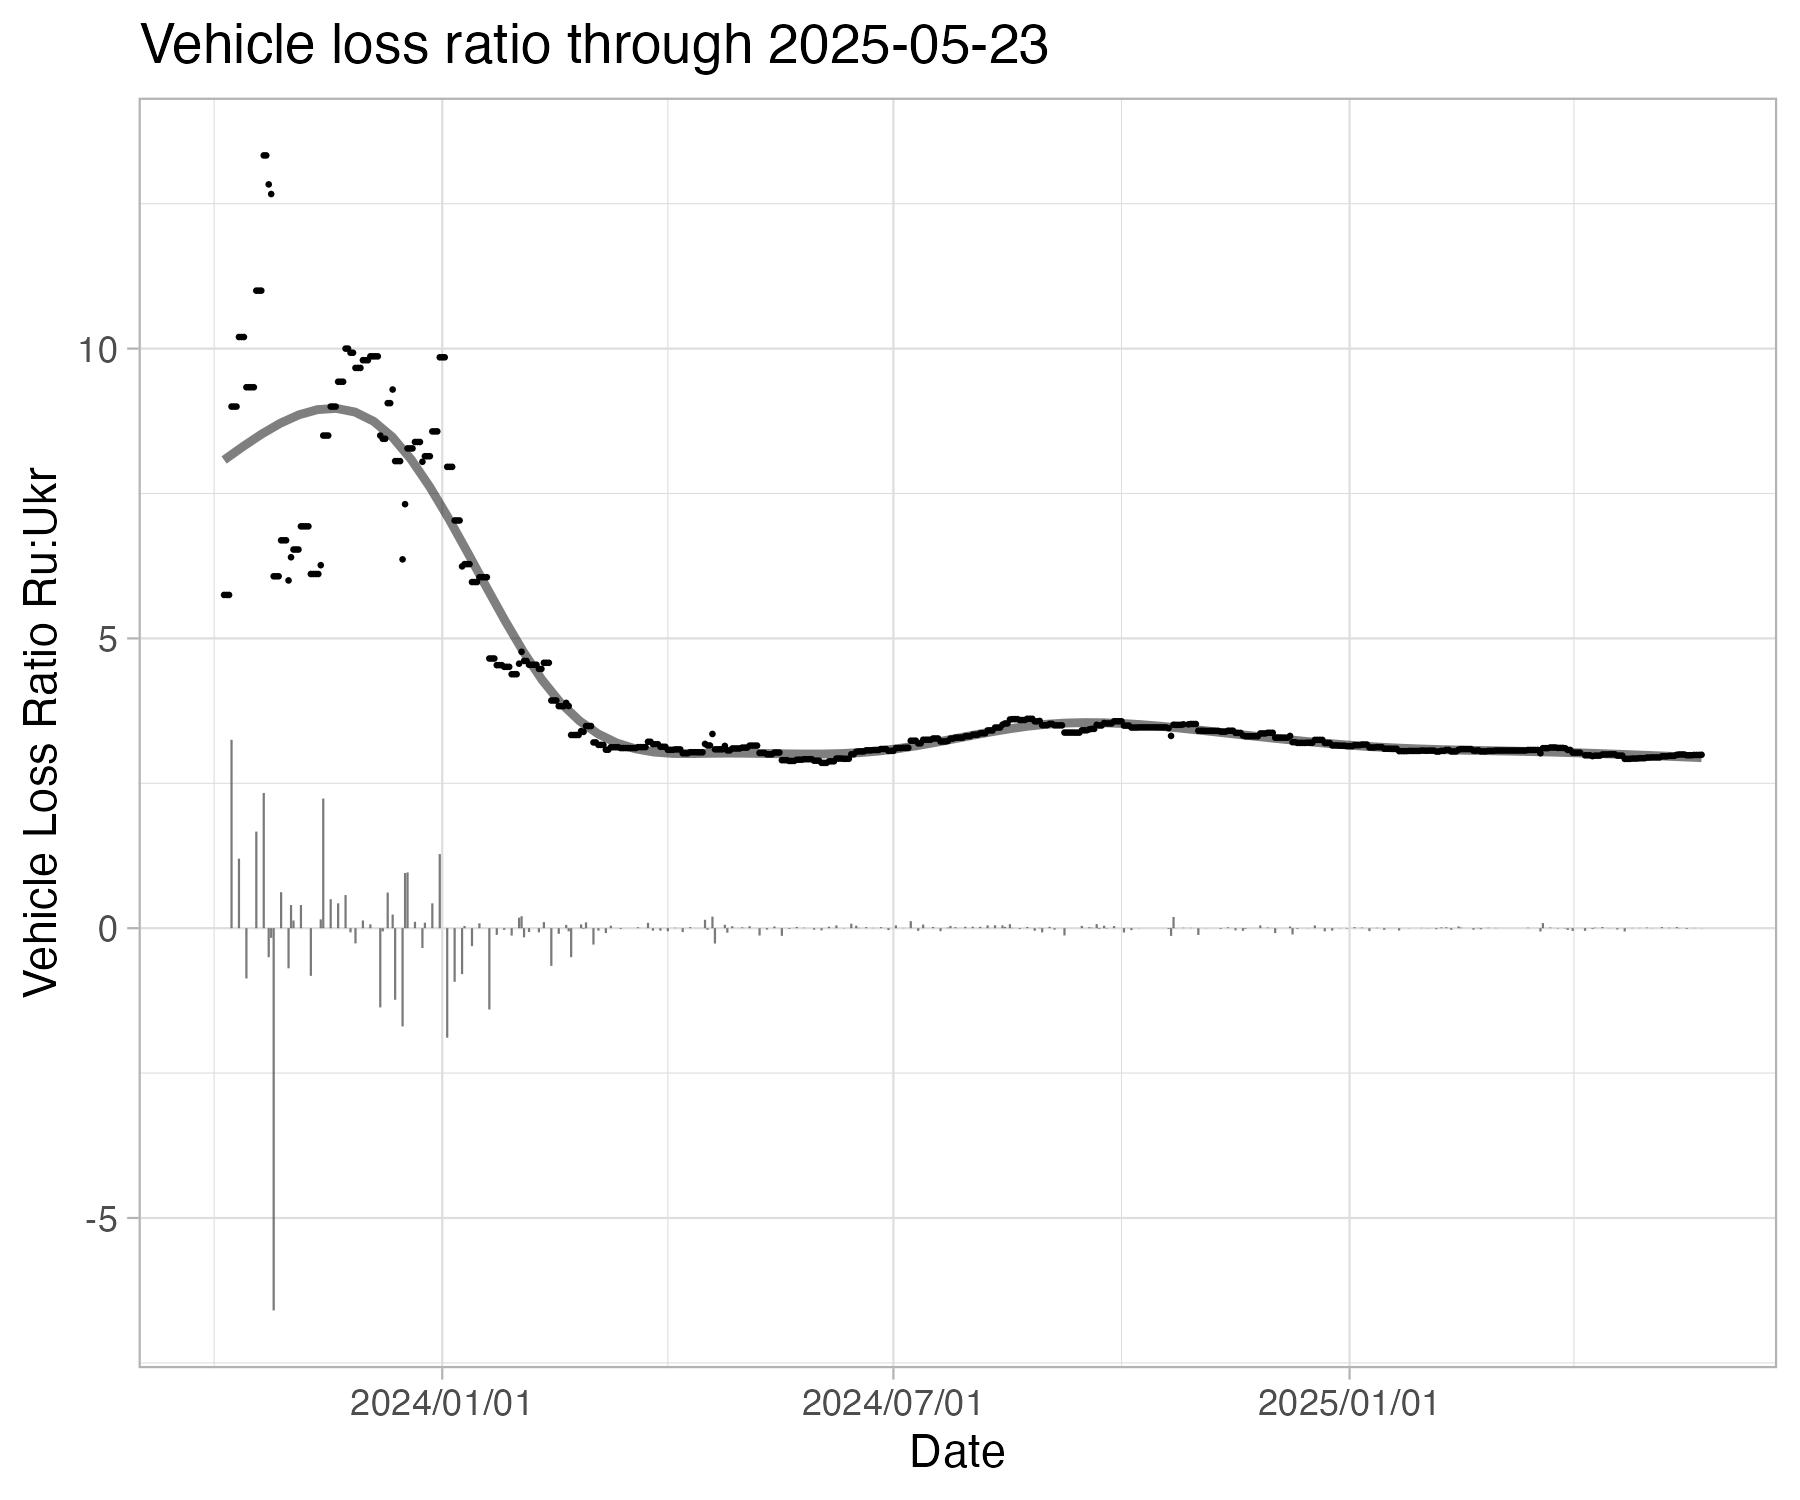 Vehicle loss ratio through 2025-05-23
Vehicle Loss Ratio Ru:Ukr
10
5
0
-5
2024/01/01
2024/07/01
2025/01/01
Date